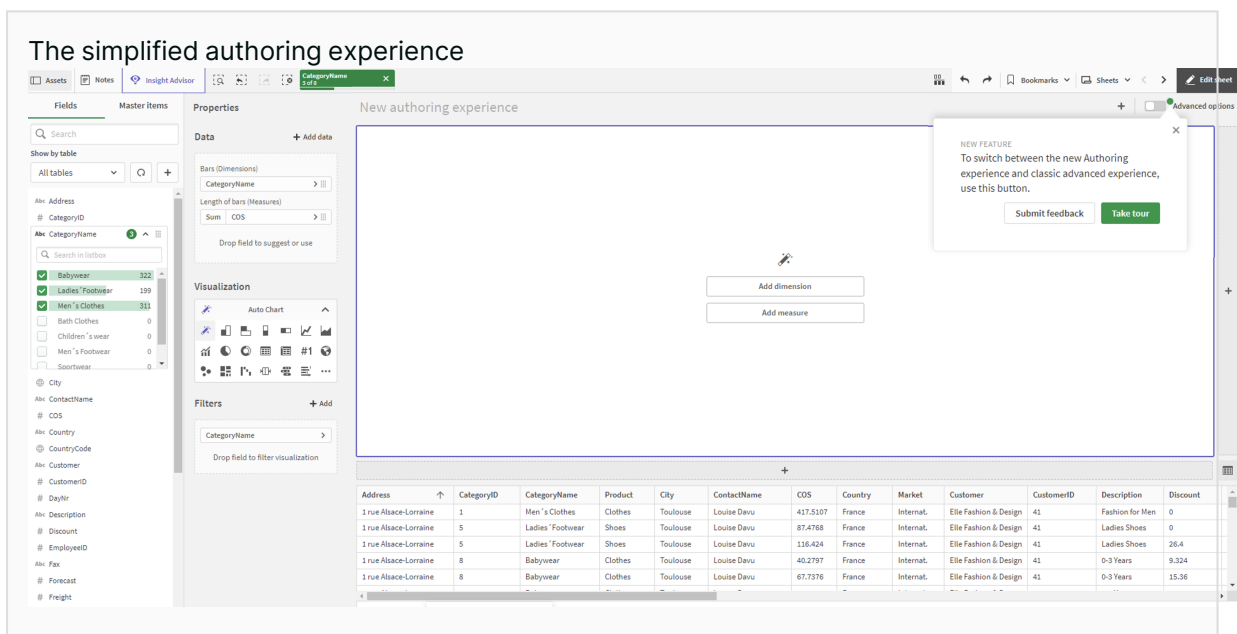 The simplified authoring experience
Assets Notes Insight Advisor CategoryName Bookmarks Sheets Edit sheet
3 of 8
Fields Master items Properties New authoring experience Advanced options
Search
Show by table
All tables
Abc Address
# CategoryID
Abc CategoryName 3
Search in listbox
Babywear 322
Ladies´Footwear 199
Men´s Clothes 311
Bath Clothes 0
Children´s wear 0
Men´s Footwear 0
Sportwear 0
City
Abc ContactName
# COS
Abc Country
CountryCode
Abc Customer
# CustomerID
# DayNr
Abc Description
# Discount
# EmployeeID
Abc Fax
# Forecast
# Freight
Data + Add data
Bars (Dimensions)
CategoryName
Length of bars (Measures)
Sum COS
Drop field to suggest or use
Visualization
Auto Chart
#1
Filters + Add
CategoryName
Drop field to filter visualization
NEW FEATURE
To switch between the new Authoring
experience and classic advanced experience,
use this button.
Submit feedback Take tour
Add dimension
Add measure
Address CategoryID CategoryName Product City ContactName COS Country Market Customer CustomerID Description Discount
1 rue Alsace-Lorraine 1 Men´s Clothes Clothes Toulouse Louise Davu 417.5107 France Internat. Elle Fashion & Design 41 Fashion for Men 0
1 rue Alsace-Lorraine 5 Ladies´Footwear Shoes Toulouse Louise Davu 87.4768 France Internat. Elle Fashion & Design 41 Ladies Shoes 0
1 rue Alsace-Lorraine 5 Ladies´Footwear Shoes Toulouse Louise Davu 116.424 France Internat. Elle Fashion & Design 41 Ladies Shoes 26.4
1 rue Alsace-Lorraine 8 Babywear Clothes Toulouse Louise Davu 40.2797 France Internat. Elle Fashion & Design 41 0-3 Years 9.324
1 rue Alsace-Lorraine 8 Babywear Clothes Toulouse Louise Davu 67.7376 France Internat. Elle Fashion & Design 41 0-3 Years 15.36